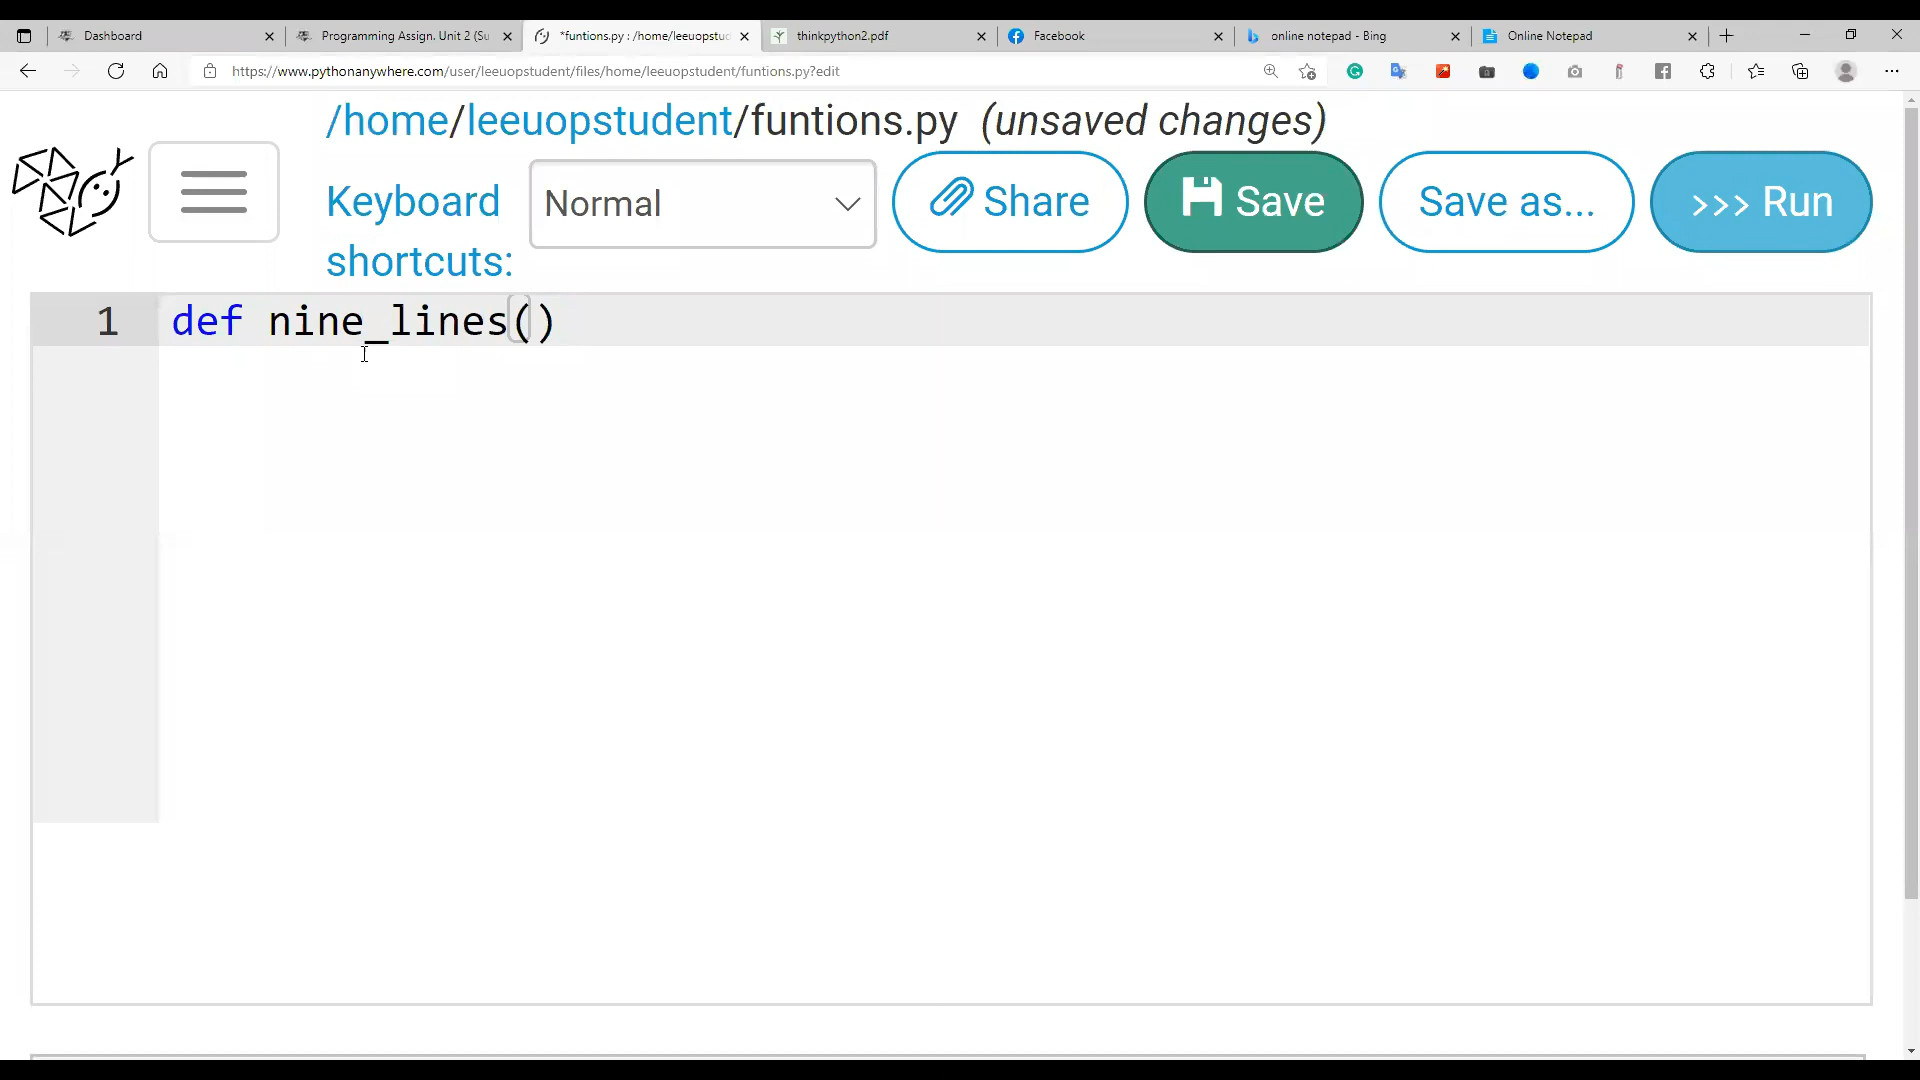 Dashboard
Programming Assign. Unit 2 (Su
*funtions.py : /home/leeuopstud
thinkpython2.pdf
Facebook
online notepad - Bing
Online Notepad
https://www.pythonanywhere.com/user/leeuopstudent/files/home/leeuopstudent/funtions.py?edit
/home/leeuopstudent/funtions.py (unsaved changes)
Keyboard shortcuts:
Normal
Share
Save
Save as...
>>> Run
1 def nine_lines()